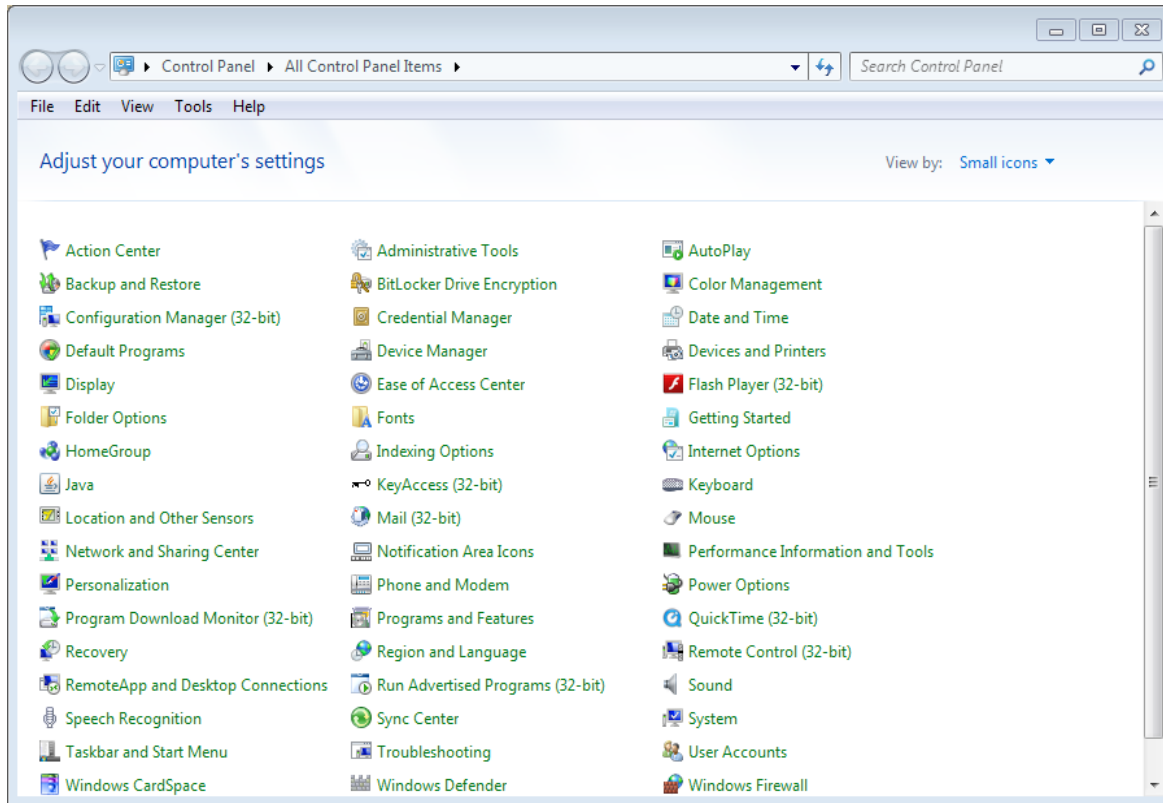 Control Panel All Control Panel Items Search Control Panel
File Edit View Tools Help
Adjust your computer's settings View by: Small icons
Action Center Administrative Tools AutoPlay
Backup and Restore BitLocker Drive Encryption Color Management
Configuration Manager (32-bit) Credential Manager Date and Time
Default Programs Device Manager Devices and Printers
Display Ease of Access Center Flash Player (32-bit)
Folder Options Fonts Getting Started
HomeGroup Indexing Options Internet Options
Java KeyAccess (32-bit) Keyboard
Location and Other Sensors Mail (32-bit) Mouse
Network and Sharing Center Notification Area Icons Performance Information and Tools
Personalization Phone and Modem Power Options
Program Download Monitor (32-bit) Programs and Features QuickTime (32-bit)
Recovery Region and Language Remote Control (32-bit)
RemoteApp and Desktop Connections Run Advertised Programs (32-bit) Sound
Speech Recognition Sync Center System
Taskbar and Start Menu Troubleshooting User Accounts
Windows CardSpace Windows Defender Windows Firewall